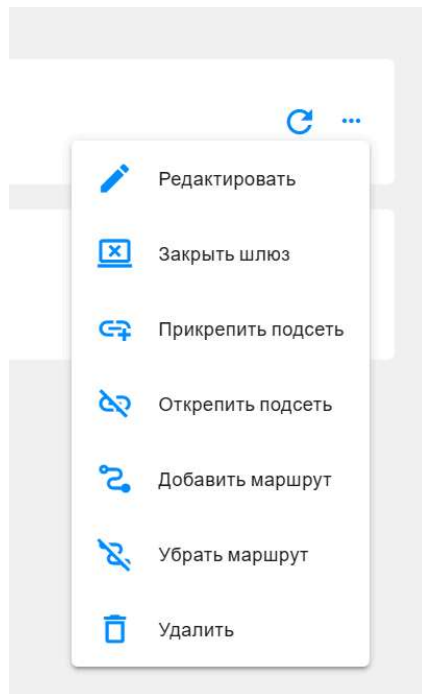 Редактировать
Закрыть шлюз
Прикрепить подсеть
Открепить подсеть
Добавить маршрут
Убрать маршрут
Удалить